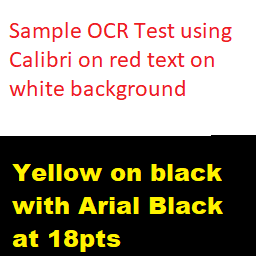 Sample OCR Test using
Calibri on red text on
white background
Yellow on black
with Arial Black
at 18pts